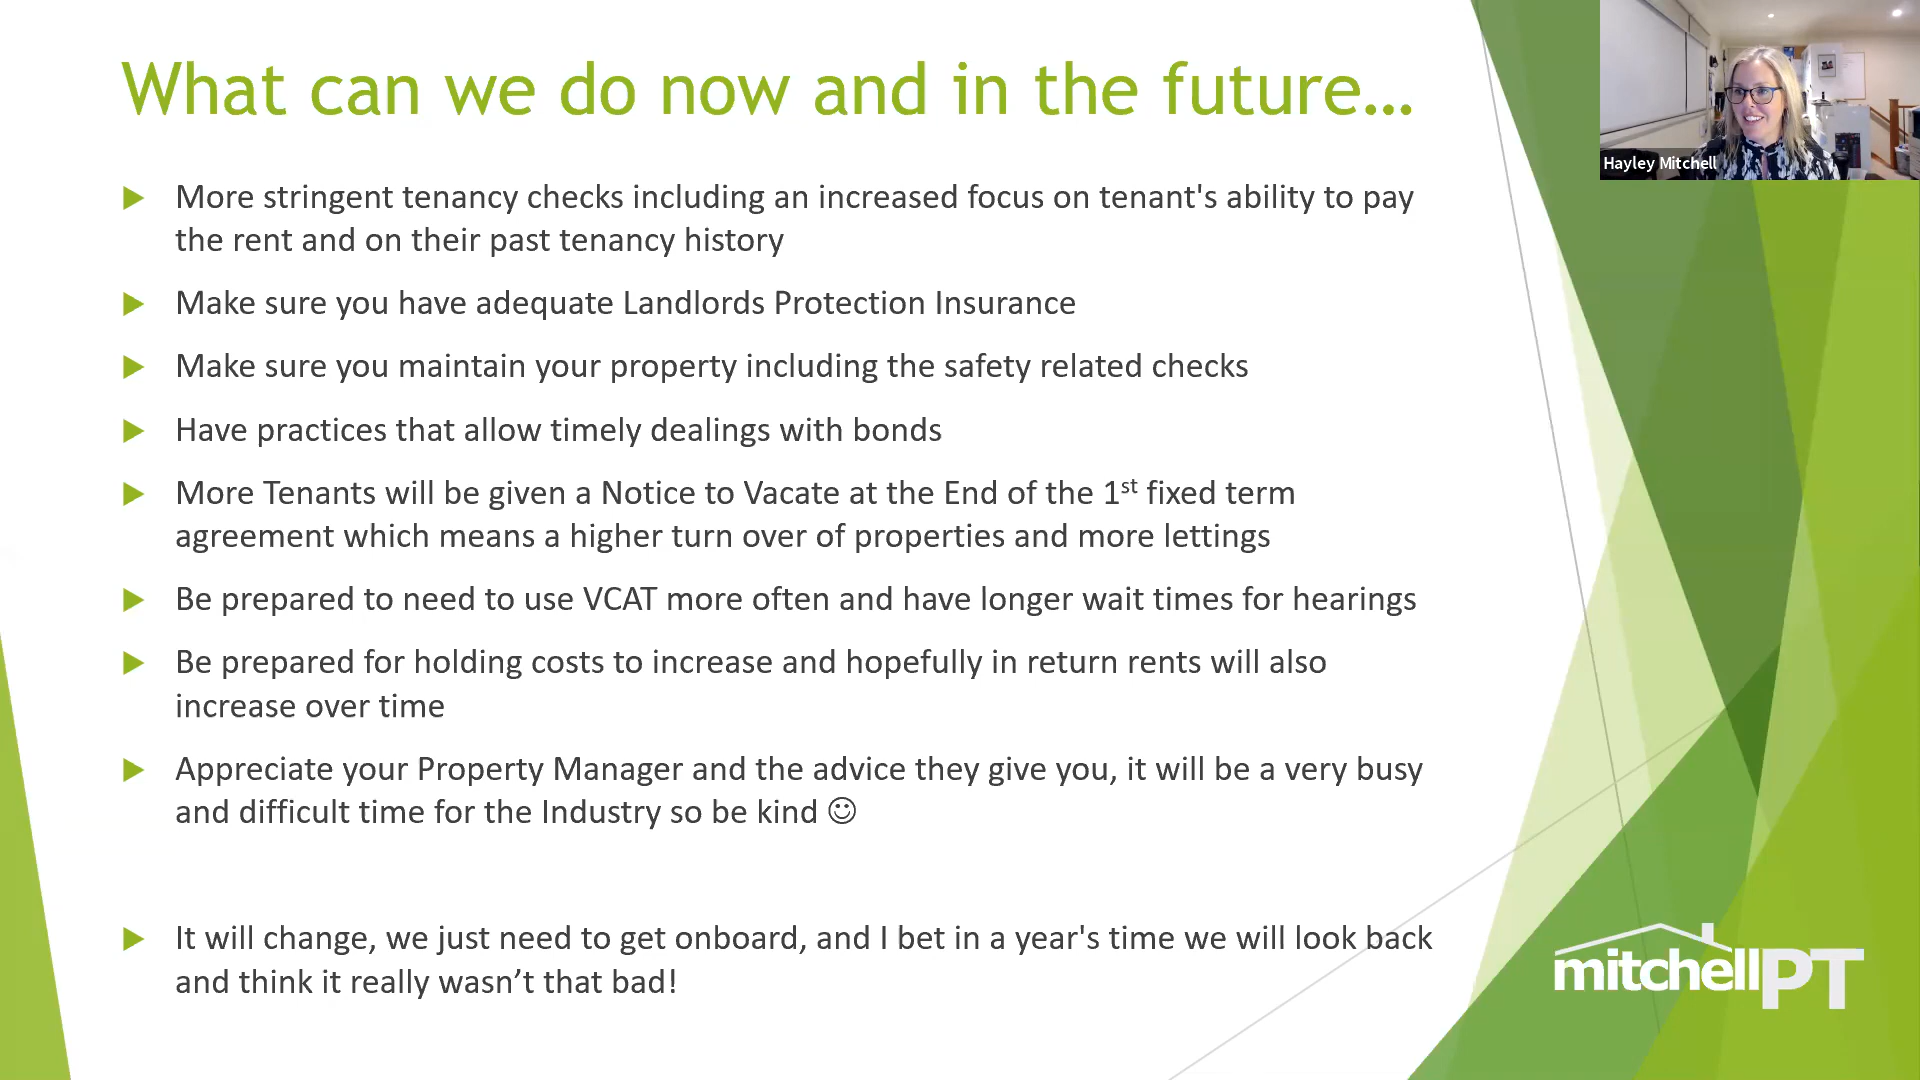 What can we do now and in the future...
Hayley Mitchell
More stringent tenancy checks including an increased focus on tenant's ability to pay
the rent and on their past tenancy history
Make sure you have adequate Landlords Protection Insurance
Make sure you maintain your property including the safety related checks
Have practices that allow timely dealings with bonds
More Tenants will be given a Notice to Vacate at the End of the 1st fixed term
agreement which means a higher turn over of properties and more lettings
Be prepared to need to use VCAT more often and have longer wait times for hearings
Be prepared for holding costs to increase and hopefully in return rents will also
increase over time
Appreciate your Property Manager and the advice they give you, it will be a very busy
and difficult time for the Industry so be kind ☺
It will change, we just need to get onboard, and I bet in a year's time we will look back
and think it really wasn’t that bad!
mitchellPT